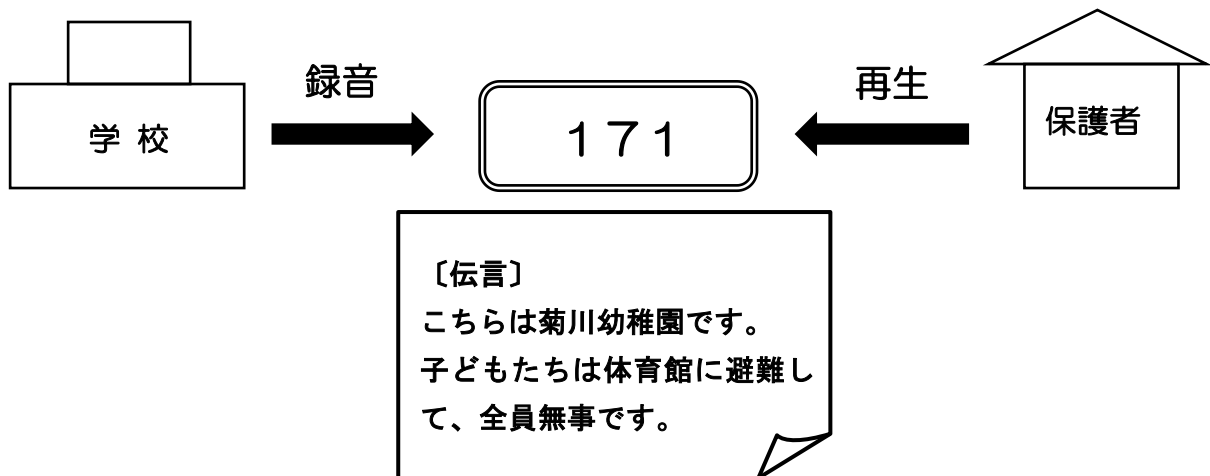 録音
再生
学 校
171
保護者
〔伝言〕
こちらは菊川幼稚園です。
子どもたちは体育館に避難し
て、全員無事です。